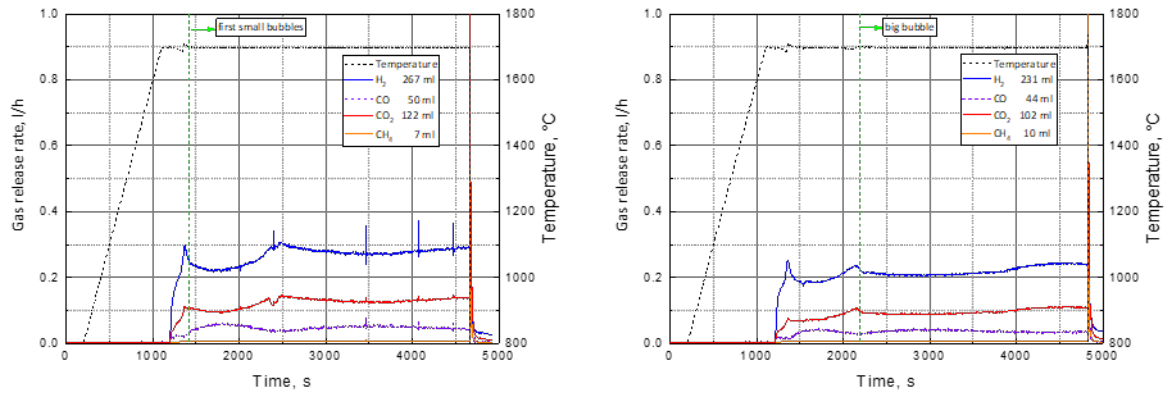 first small bubbles
1.0
0.8
0.6
0.4
0.2
0.0
Gas release rate, l/h
1800
1600
1400
1200
1000
800
Temperature, °C
Temperature
H₂ 267 ml
CO 50 ml
CO₂ 122 ml
CH₄ 7 ml
0 1000 2000 3000 4000 5000
Time, s
big bubble
1.0
0.8
0.6
0.4
0.2
0.0
Gas release rate, l/h
1800
1600
1400
1200
1000
800
Temperature, °C
Temperature
H₂ 231 ml
CO 44 ml
CO₂ 102 ml
CH₄ 10 ml
0 1000 2000 3000 4000 5000
Time, s